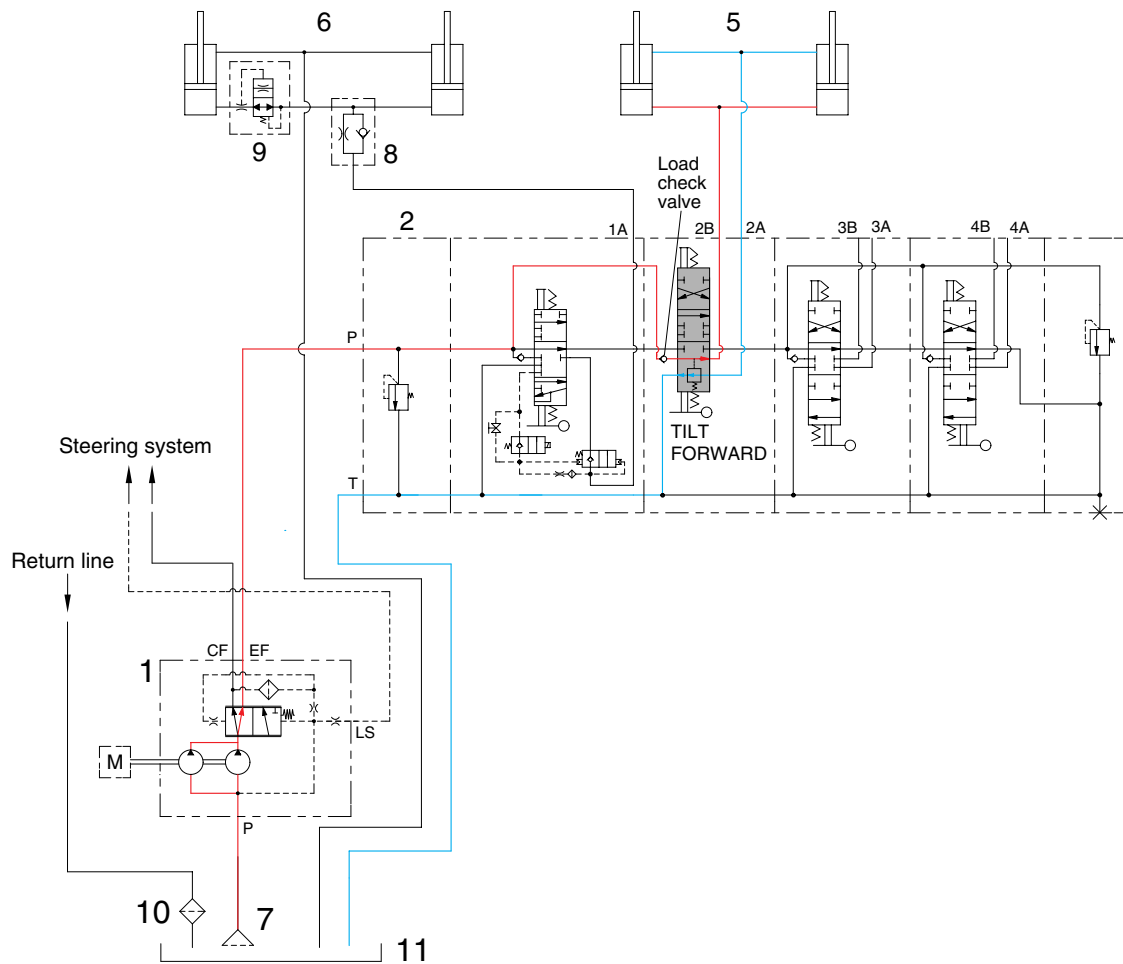 6
5
9
8
Load
check
valve
2
1A
2B
2A
3B
3A
4B
4A
P
TILT
FORWARD
Steering system
T
Return line
CF
EF
1
LS
M
P
10
7
11